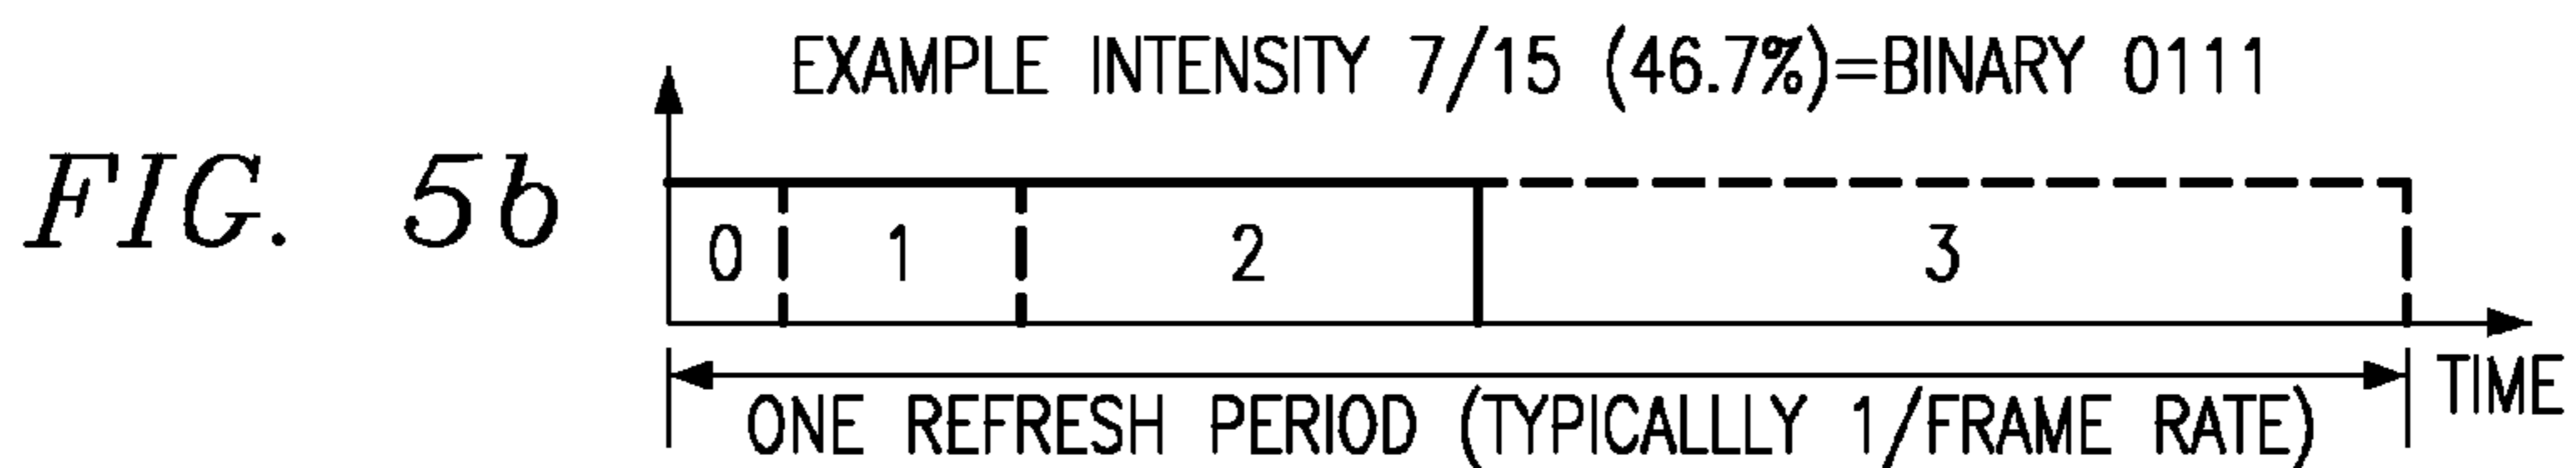 EXAMPLE INTENSITY 7/15 (46.7%)=BINARY 0111
FIG. 5b
0 1 2 3
TIME
ONE REFRESH PERIOD (TYPICALLLY 1/FRAME RATE)